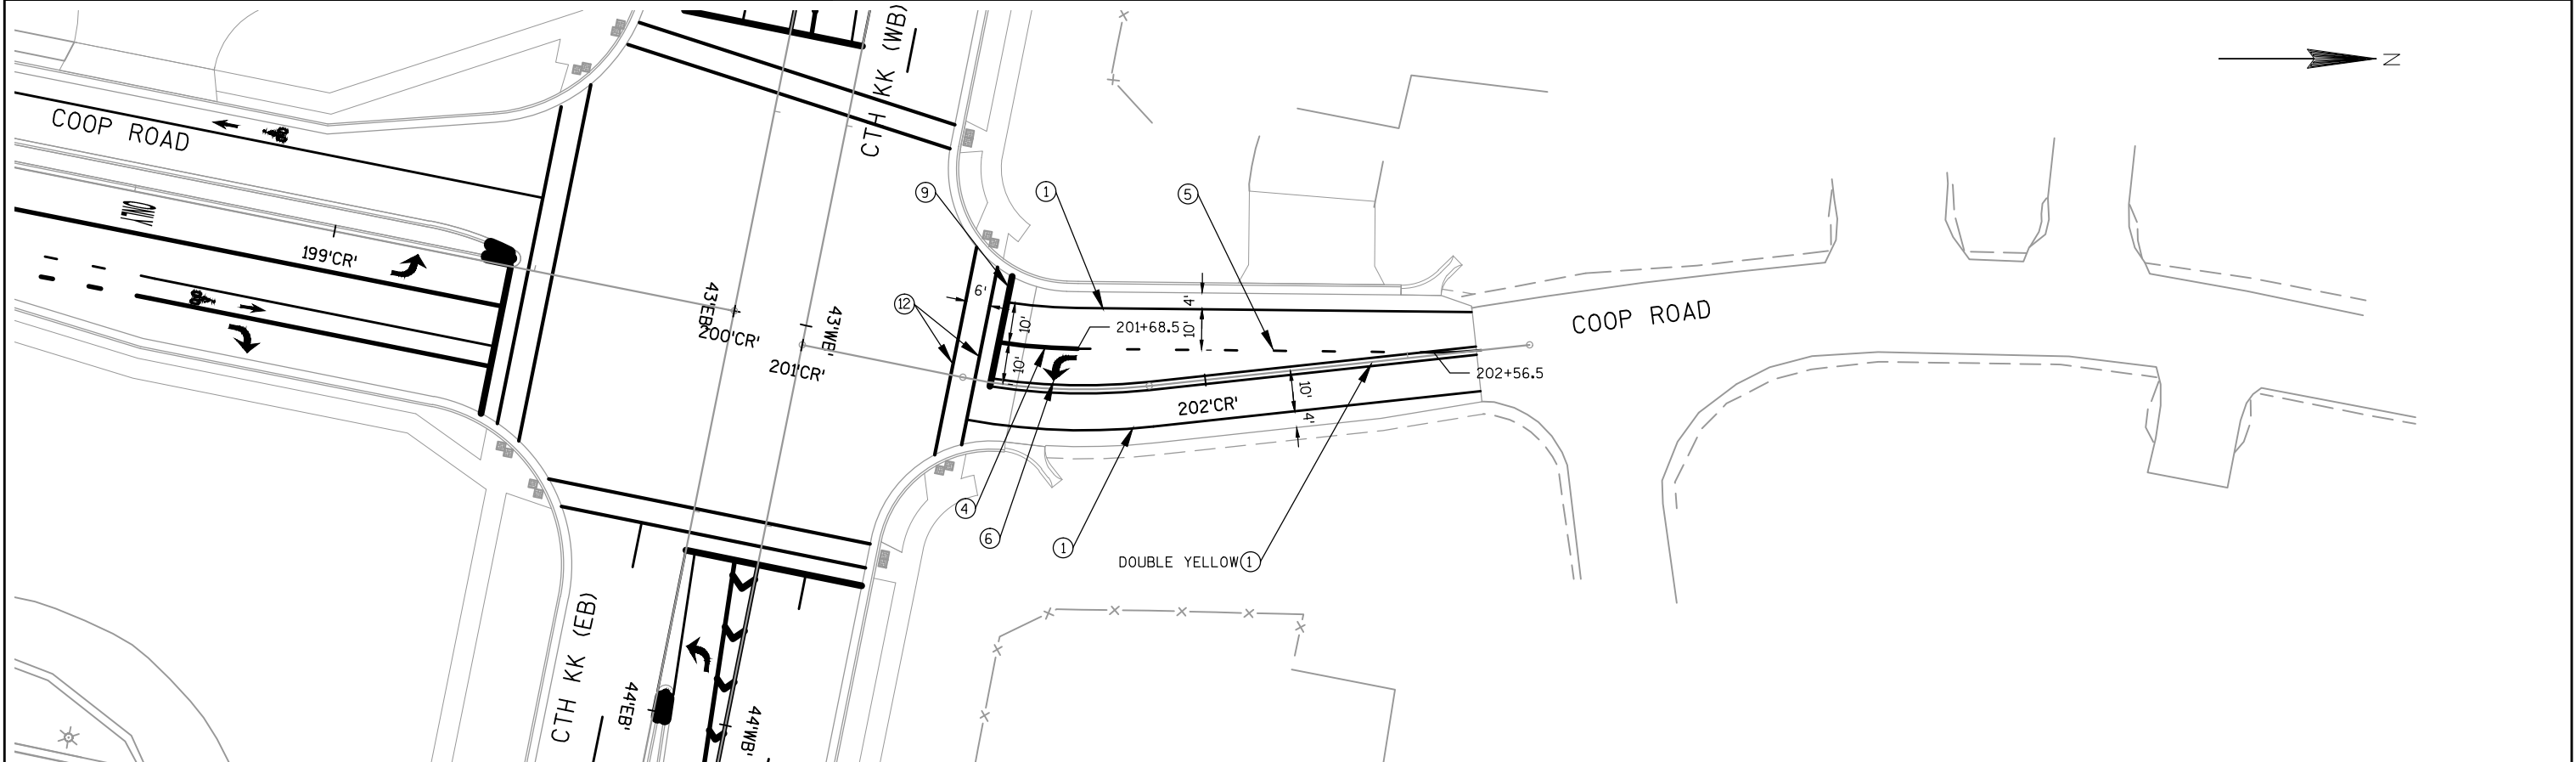 CTH KK (WB)
N
COOP ROAD
ONLY
199'CR'
9
1
5
12
6'
10'
10'
4'
10'
201+68.5
COOP ROAD
43'EB'
200'CR'
43'WB'
201'CR'
202+56.5
10'
4'
202'CR'
4
6
1
DOUBLE YELLOW 1
CTH KK (EB)
44'EB'
44'WB'